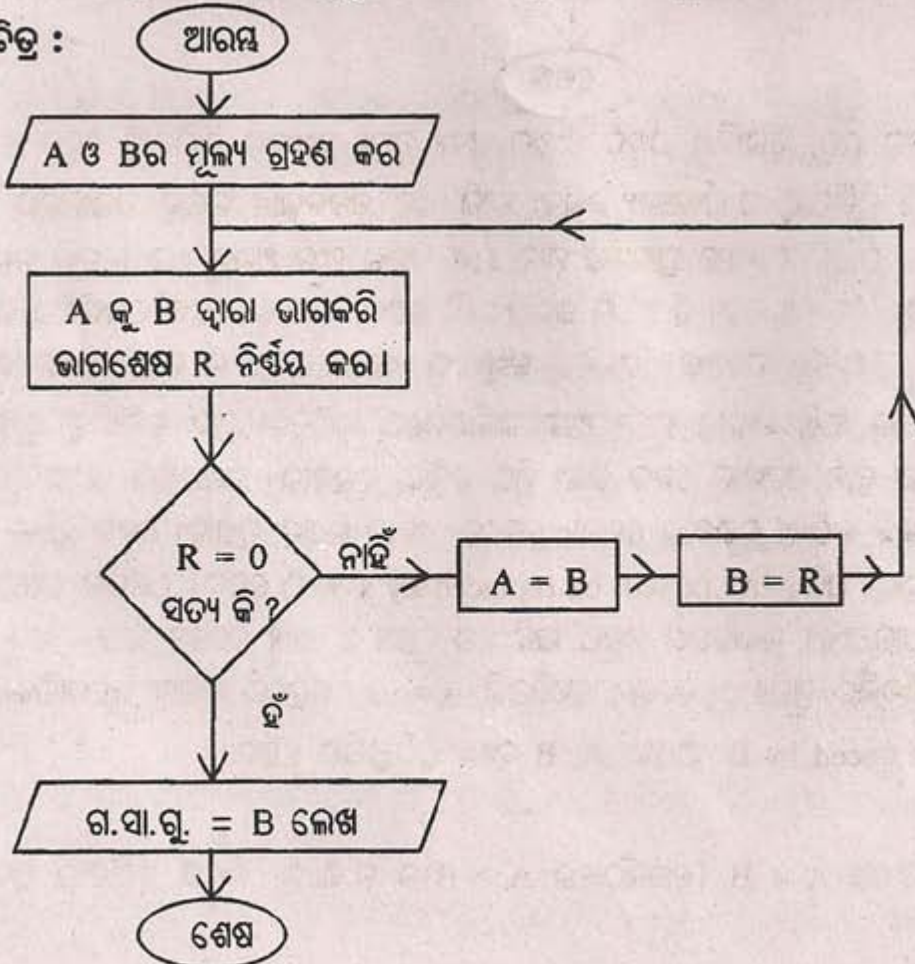 ଚିତ୍ର :
ଆରମ୍ଭ
A ଓ Bର ମୂଲ୍ୟ ଗ୍ରହଣ କର
A କୁ B ଦ୍ୱାରା ଭାଗକରି
ଭାଗଶେଷ R ନିର୍ଣ୍ଣୟ କର।
R = 0
ସତ୍ୟ କି ?
ନାହିଁ
A = B
B = R
ହଁ
ଗ.ସା.ଗୁ. = B ଲେଖ
ଶେଷ